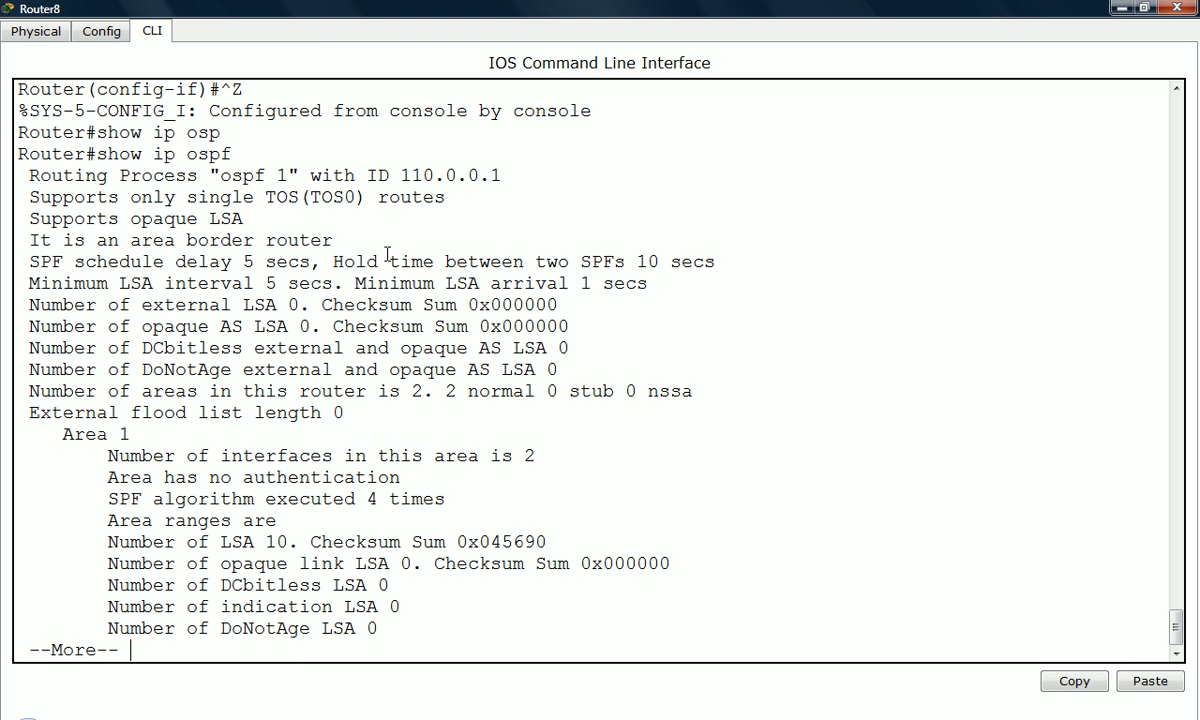 Router8
Physical
Config
CLI
IOS Command Line Interface
Router(config-if)#^Z
%SYS-5-CONFIG_I: Configured from console by console
Router#show ip osp
Router#show ip ospf
Routing Process "ospf 1" with ID 110.0.0.1
Supports only single TOS(TOS0) routes
Supports opaque LSA
It is an area border router
SPF schedule delay 5 secs, Hold time between two SPFs 10 secs
Minimum LSA interval 5 secs. Minimum LSA arrival 1 secs
Number of external LSA 0. Checksum Sum 0x000000
Number of opaque AS LSA 0. Checksum Sum 0x000000
Number of DCbitless external and opaque AS LSA 0
Number of DoNotAge external and opaque AS LSA 0
Number of areas in this router is 2. 2 normal 0 stub 0 nssa
External flood list length 0
Area 1
Number of interfaces in this area is 2
Area has no authentication
SPF algorithm executed 4 times
Area ranges are
Number of LSA 10. Checksum Sum 0x045690
Number of opaque link LSA 0. Checksum Sum 0x000000
Number of DCbitless LSA 0
Number of indication LSA 0
Number of DoNotAge LSA 0
--More--
Copy
Paste